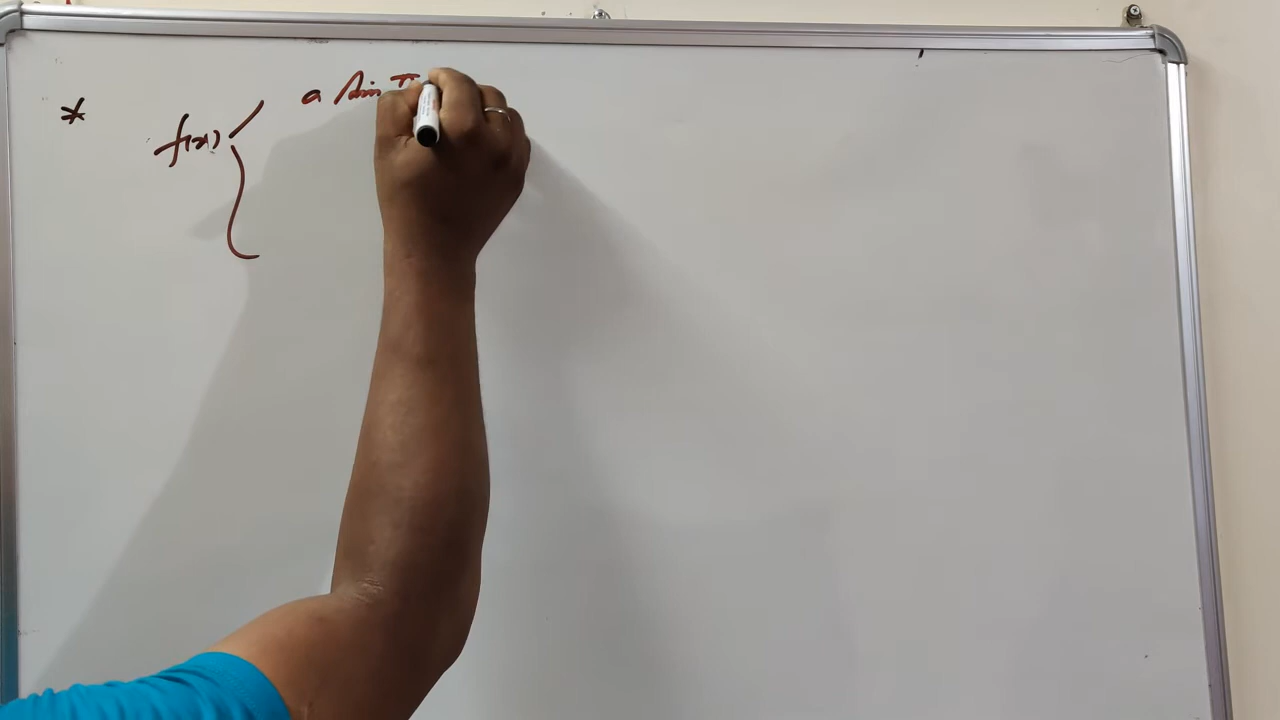 * f(x) { a sin π